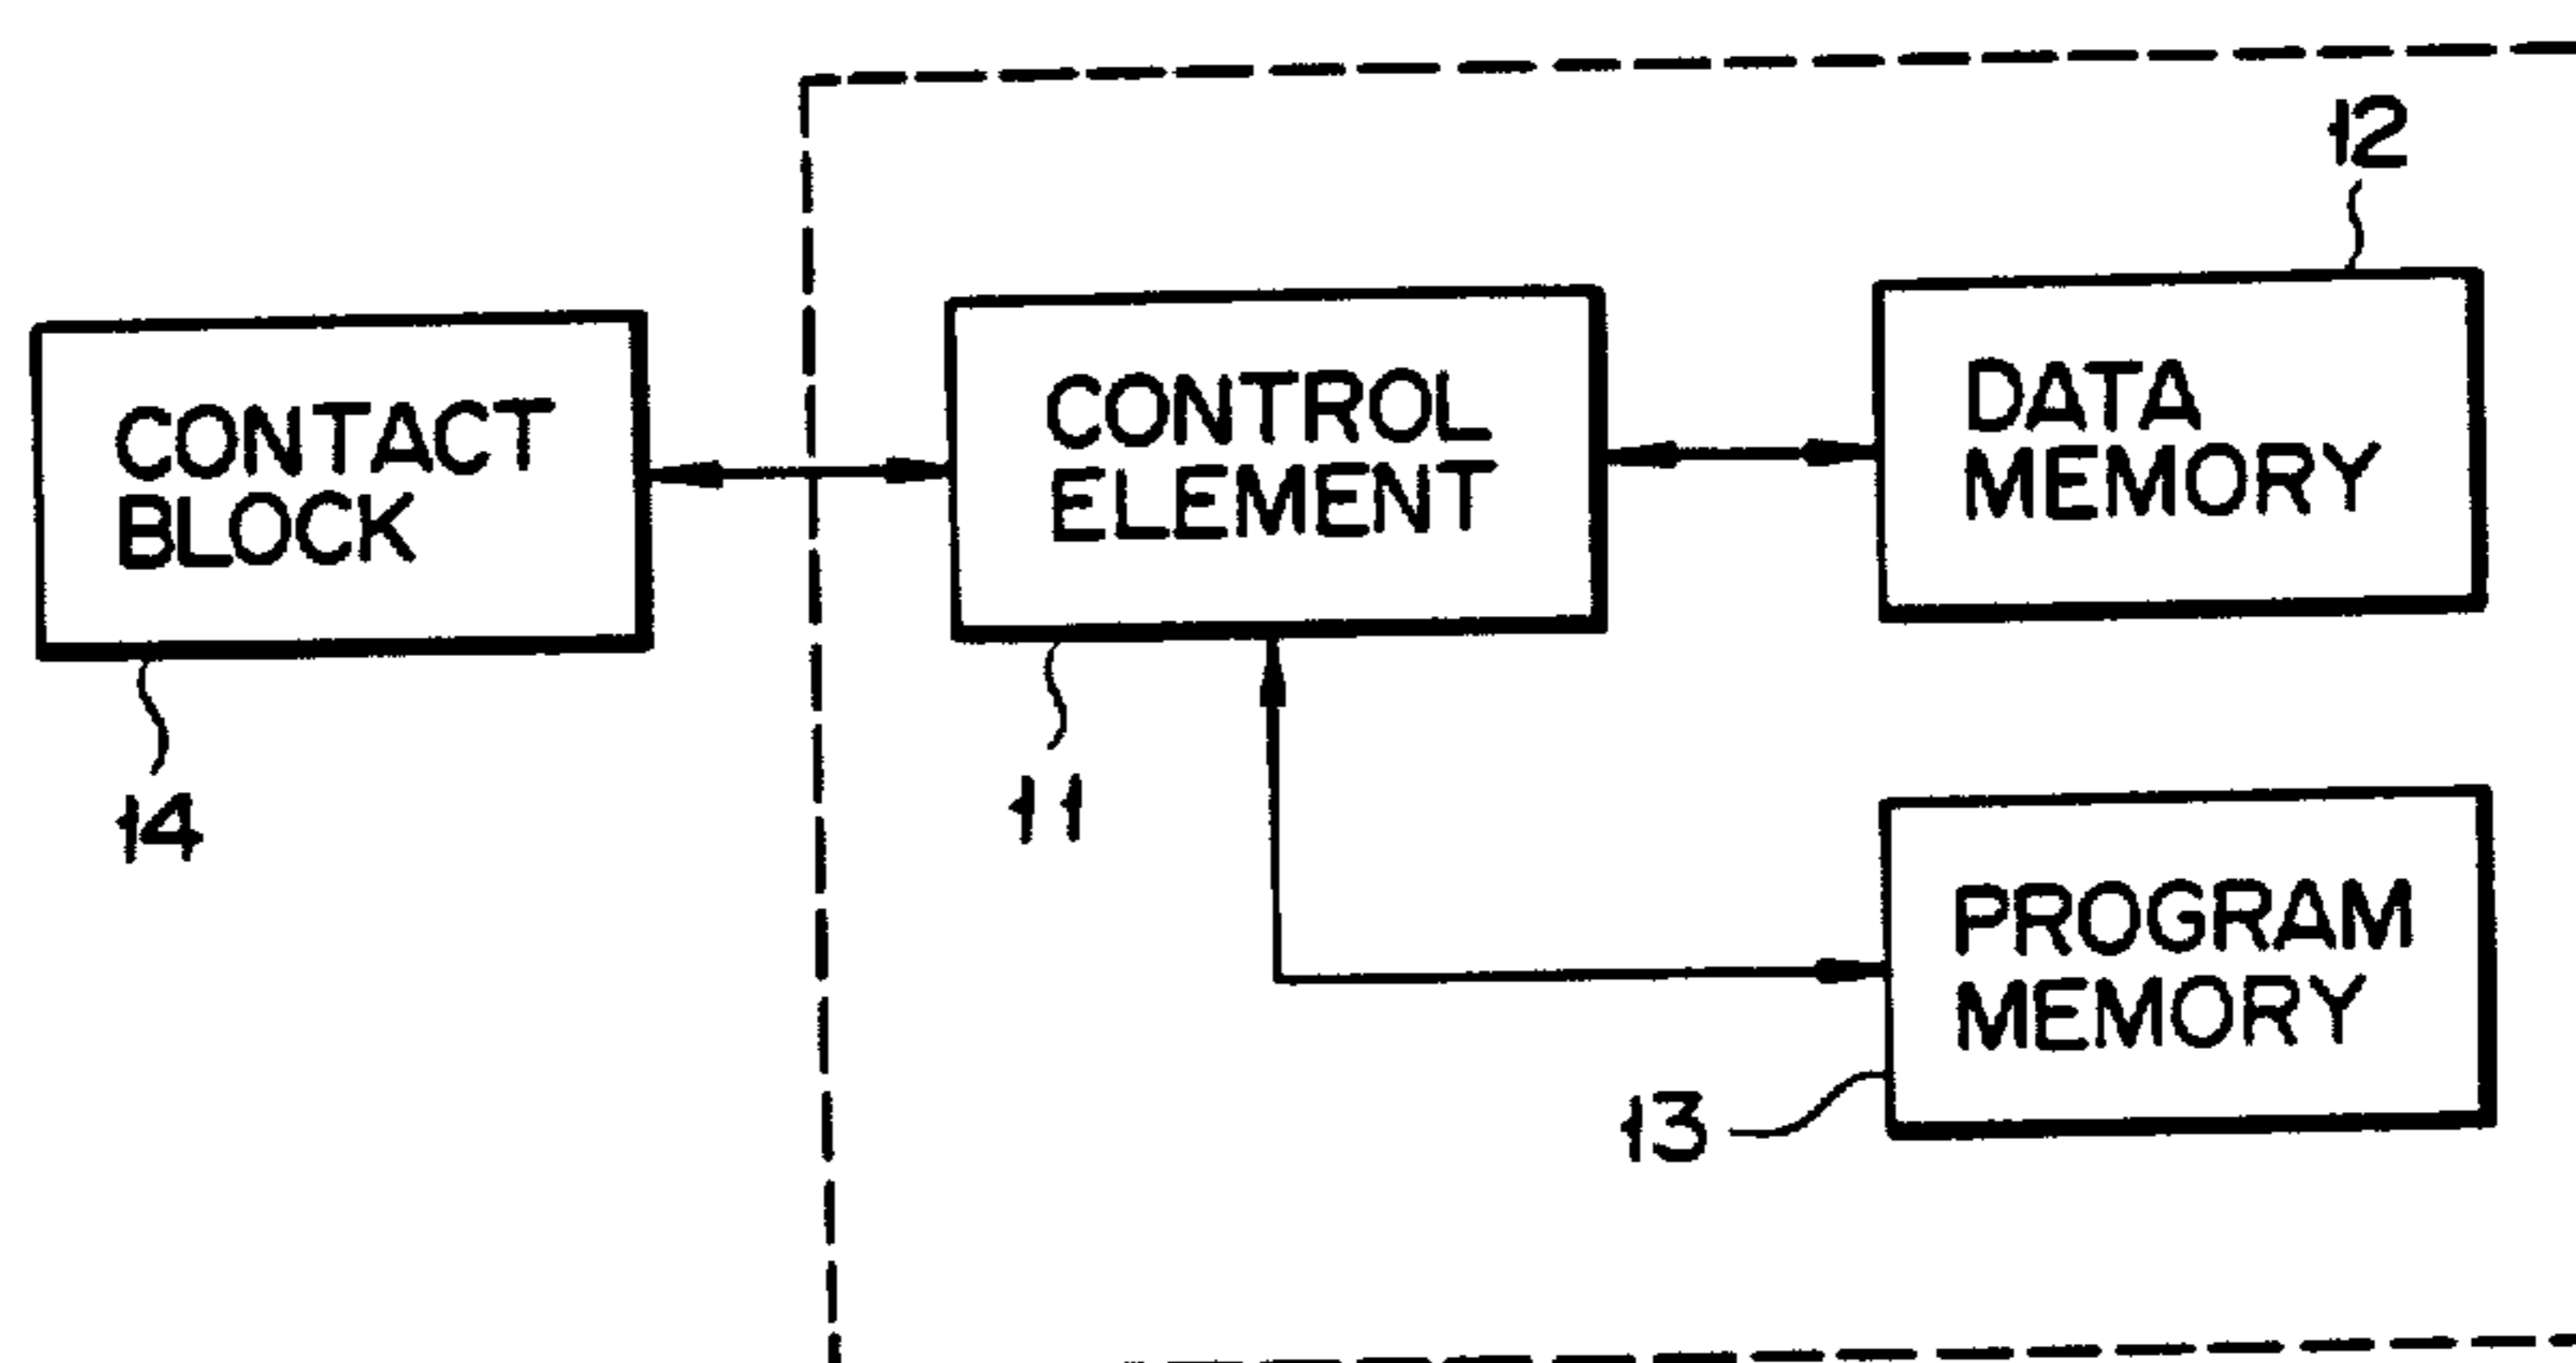 12
CONTACT
BLOCK
CONTROL
ELEMENT
DATA
MEMORY
14
11
PROGRAM
MEMORY
13